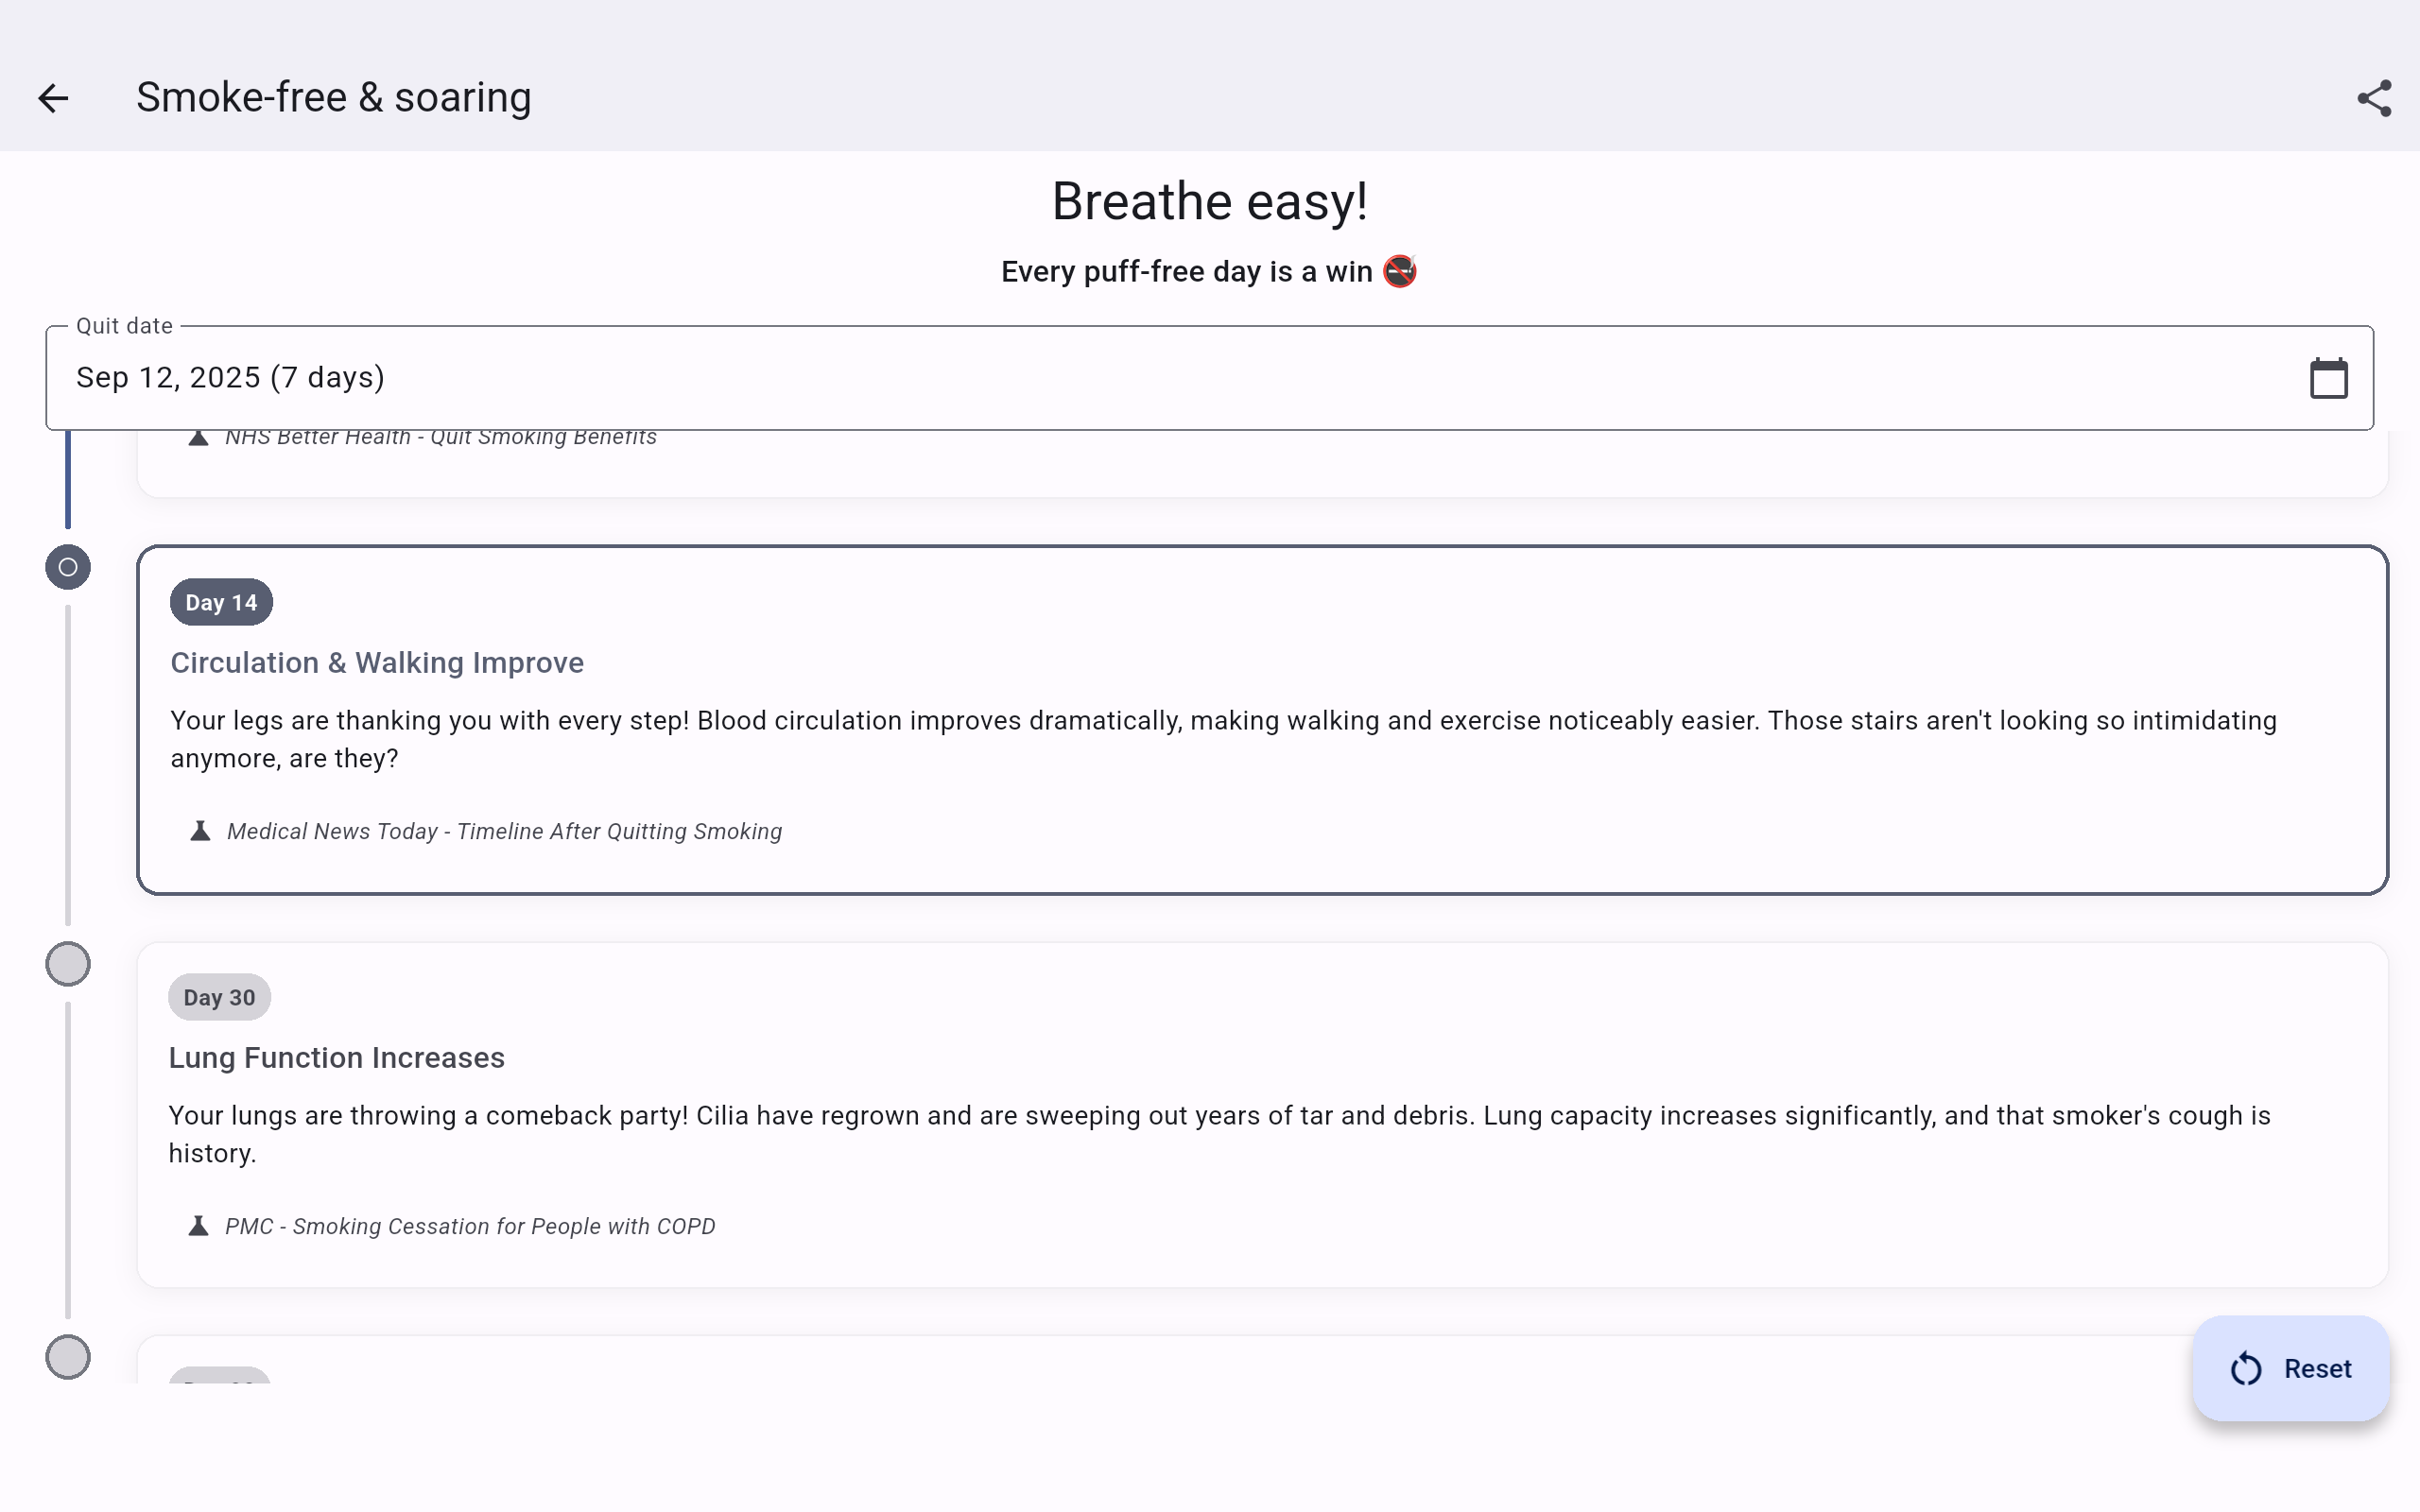 Smoke-free & soaring
Breathe easy!
Every puff-free day is a win 🚭
Quit date
Sep 12, 2025 (7 days)
NHS Better Health - Quit Smoking Benefits
Day 14
Circulation & Walking Improve
Your legs are thanking you with every step! Blood circulation improves dramatically, making walking and exercise noticeably easier. Those stairs aren't looking so intimidating
anymore, are they?
Medical News Today - Timeline After Quitting Smoking
Day 30
Lung Function Increases
Your lungs are throwing a comeback party! Cilia have regrown and are sweeping out years of tar and debris. Lung capacity increases significantly, and that smoker's cough is
history.
PMC - Smoking Cessation for People with COPD
Reset